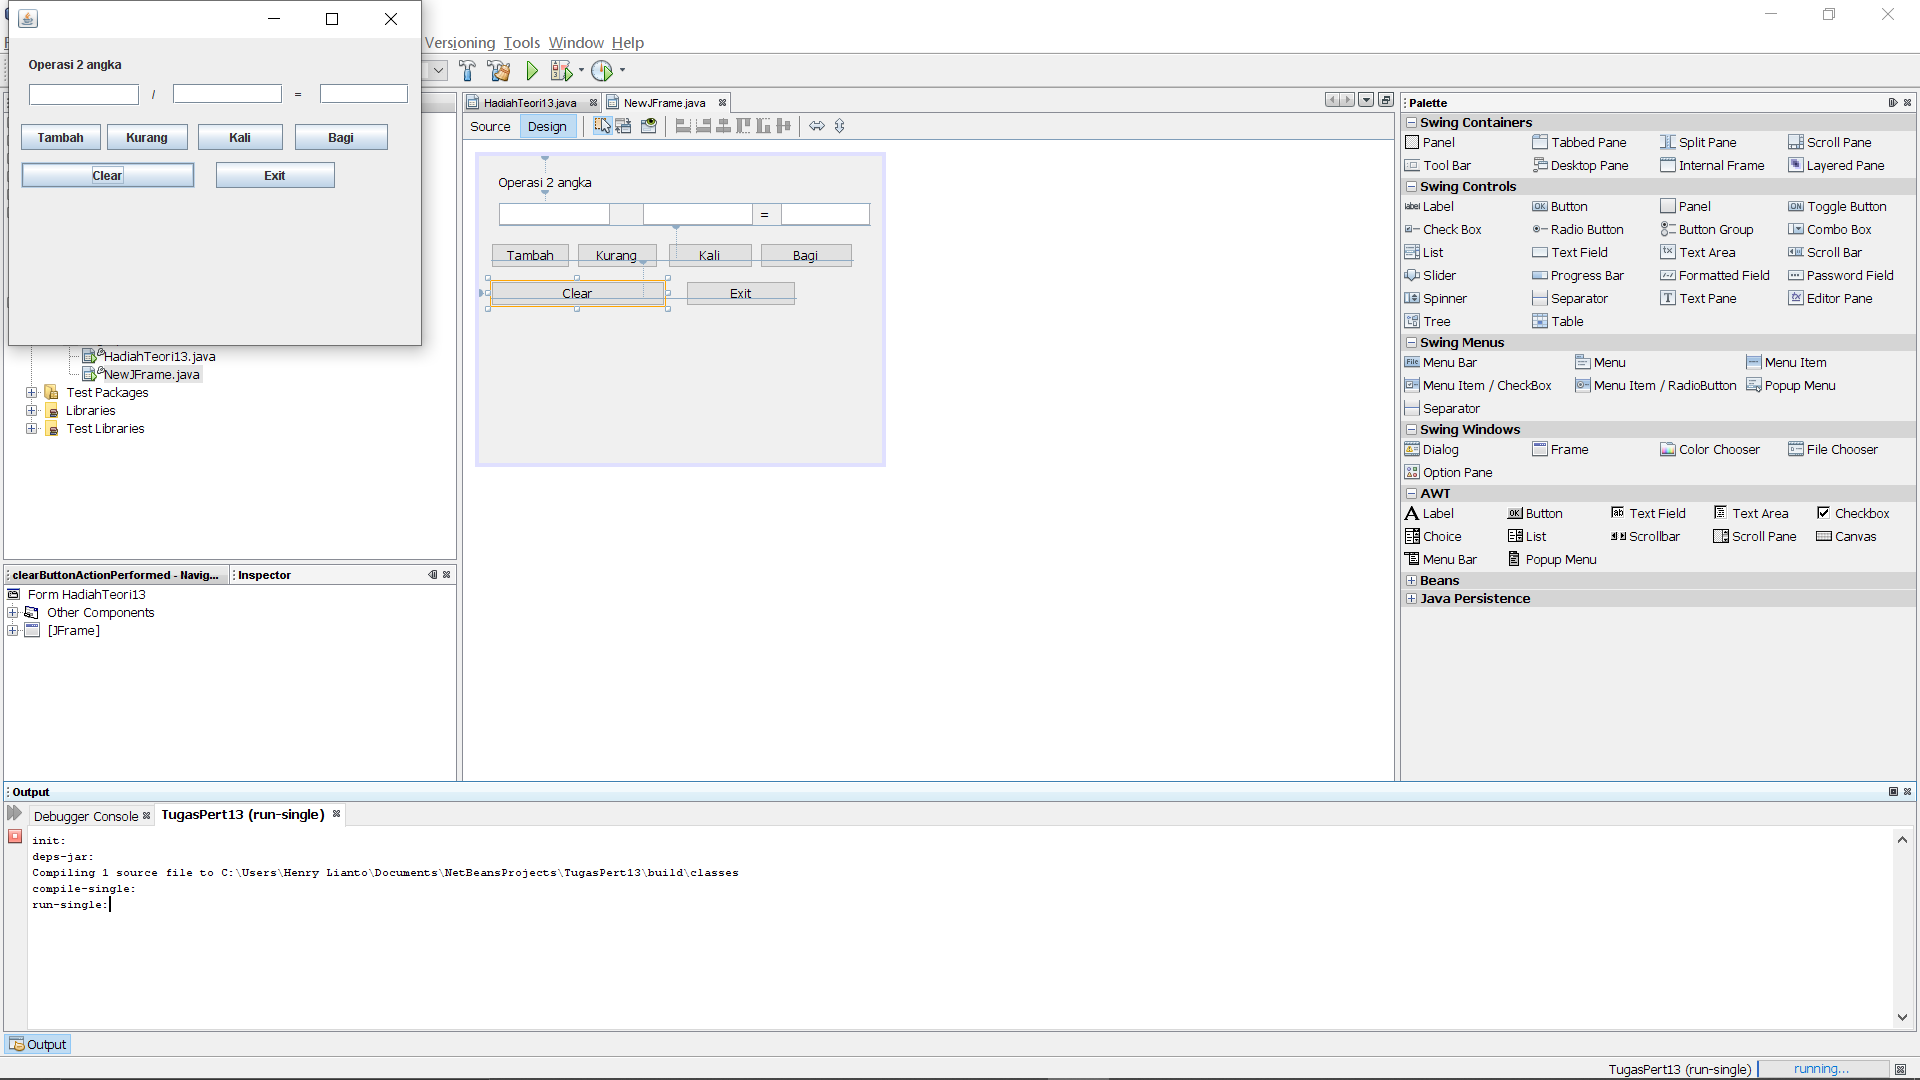 Versioning Tools Window Help
Operasi 2 angka
/ =
Tambah Kurang Kali Bagi
Clear Exit
HadiahTeori13.java
NewJFrame.java
Test Packages
Libraries
Test Libraries
clearButtonActionPerformed - Navig... Inspector
Form HadiahTeori13
Other Components
[JFrame]
HadiahTeori13.java NewJFrame.java
Source Design
Operasi 2 angka
=
Tambah Kurang Kali Bagi
Clear Exit
Palette
Swing Containers
Panel Tabbed Pane Split Pane Scroll Pane
Tool Bar Desktop Pane Internal Frame Layered Pane
Swing Controls
label Label OK Button Panel ON Toggle Button
Check Box Radio Button Button Group Combo Box
List Text Field Text Area Scroll Bar
Slider Progress Bar Formatted Field Password Field
Spinner Separator Text Pane Editor Pane
Tree Table
Swing Menus
File Menu Bar Menu Menu Item
Menu Item / CheckBox Menu Item / RadioButton Popup Menu
Separator
Swing Windows
Dialog Frame Color Chooser File Chooser
Option Pane
AWT
A Label OK Button Text Field Text Area Checkbox
Choice List Scrollbar Scroll Pane Canvas
Menu Bar Popup Menu
Beans
Java Persistence
Output
Debugger Console TugasPert13 (run-single)
init:
deps-jar:
Compiling 1 source file to C:\Users\Henry Lianto\Documents\NetBeansProjects\TugasPert13\build\classes
compile-single:
run-single:
Output
TugasPert13 (run-single) running...